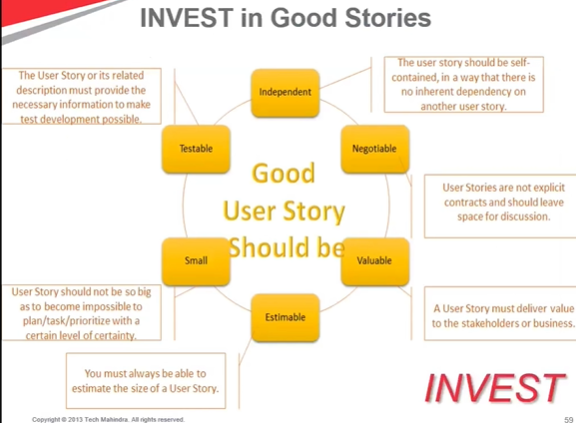 INVEST in Good Stories
The User Story or its related
description must provide the
necessary information to make
test development possible.
Independent
The user story should be self-
contained, in a way that there is
no inherent dependency on
another user story.
Testable
Negotiable
Good
User Story
Should be
User Stories are not explicit
contracts and should leave
space for discussion.
Small
Valuable
User Story should not be so big
as to become impossible to
plan/task/prioritize with a
certain level of certainty.
Estimable
A User Story must deliver value
to the stakeholders or business.
You must always be able to
estimate the size of a User Story.
INVEST
Copyright © 2013 Tech Mahindra. All rights reserved.
59